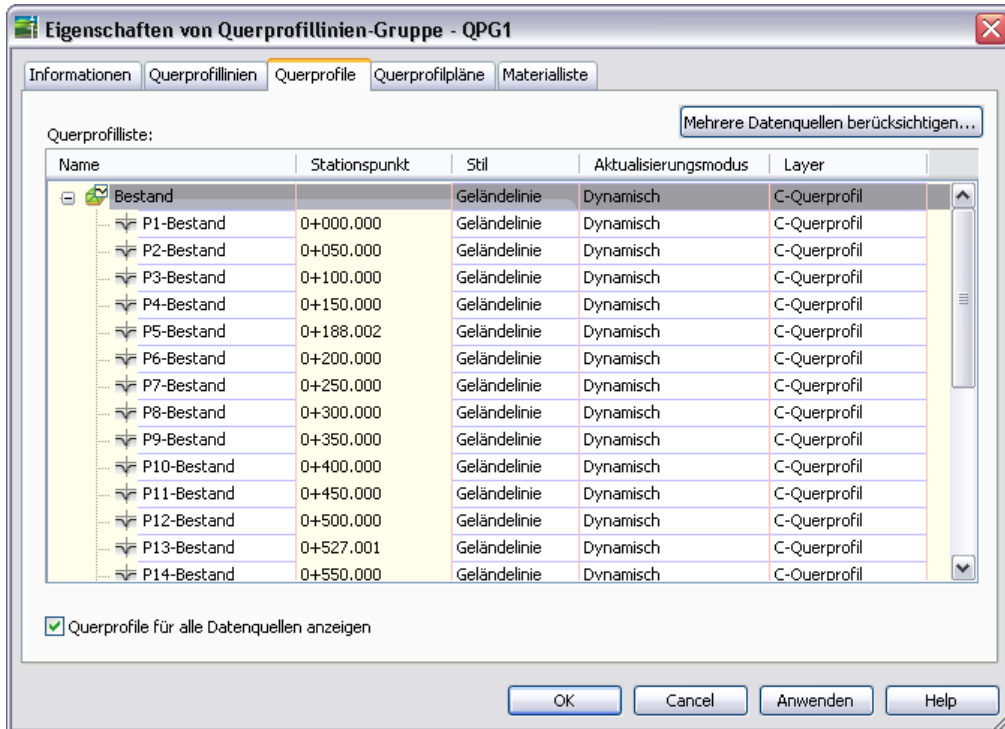 Eigenschaften von Querprofillinien-Gruppe - QPG1
Informationen Querprofillinien Querprofile Querprofilpläne Materialliste
Mehrere Datenquellen berücksichtigen...
Querprofilliste:
Name Stationspunkt Stil Aktualisierungsmodus Layer
Bestand Geländelinie Dynamisch C-Querprofil
P1-Bestand 0+000.000 Geländelinie Dynamisch C-Querprofil
P2-Bestand 0+050.000 Geländelinie Dynamisch C-Querprofil
P3-Bestand 0+100.000 Geländelinie Dynamisch C-Querprofil
P4-Bestand 0+150.000 Geländelinie Dynamisch C-Querprofil
P5-Bestand 0+188.002 Geländelinie Dynamisch C-Querprofil
P6-Bestand 0+200.000 Geländelinie Dynamisch C-Querprofil
P7-Bestand 0+250.000 Geländelinie Dynamisch C-Querprofil
P8-Bestand 0+300.000 Geländelinie Dynamisch C-Querprofil
P9-Bestand 0+350.000 Geländelinie Dynamisch C-Querprofil
P10-Bestand 0+400.000 Geländelinie Dynamisch C-Querprofil
P11-Bestand 0+450.000 Geländelinie Dynamisch C-Querprofil
P12-Bestand 0+500.000 Geländelinie Dynamisch C-Querprofil
P13-Bestand 0+527.001 Geländelinie Dynamisch C-Querprofil
P14-Bestand 0+550.000 Geländelinie Dynamisch C-Querprofil
Querprofile für alle Datenquellen anzeigen
OK Cancel Anwenden Help